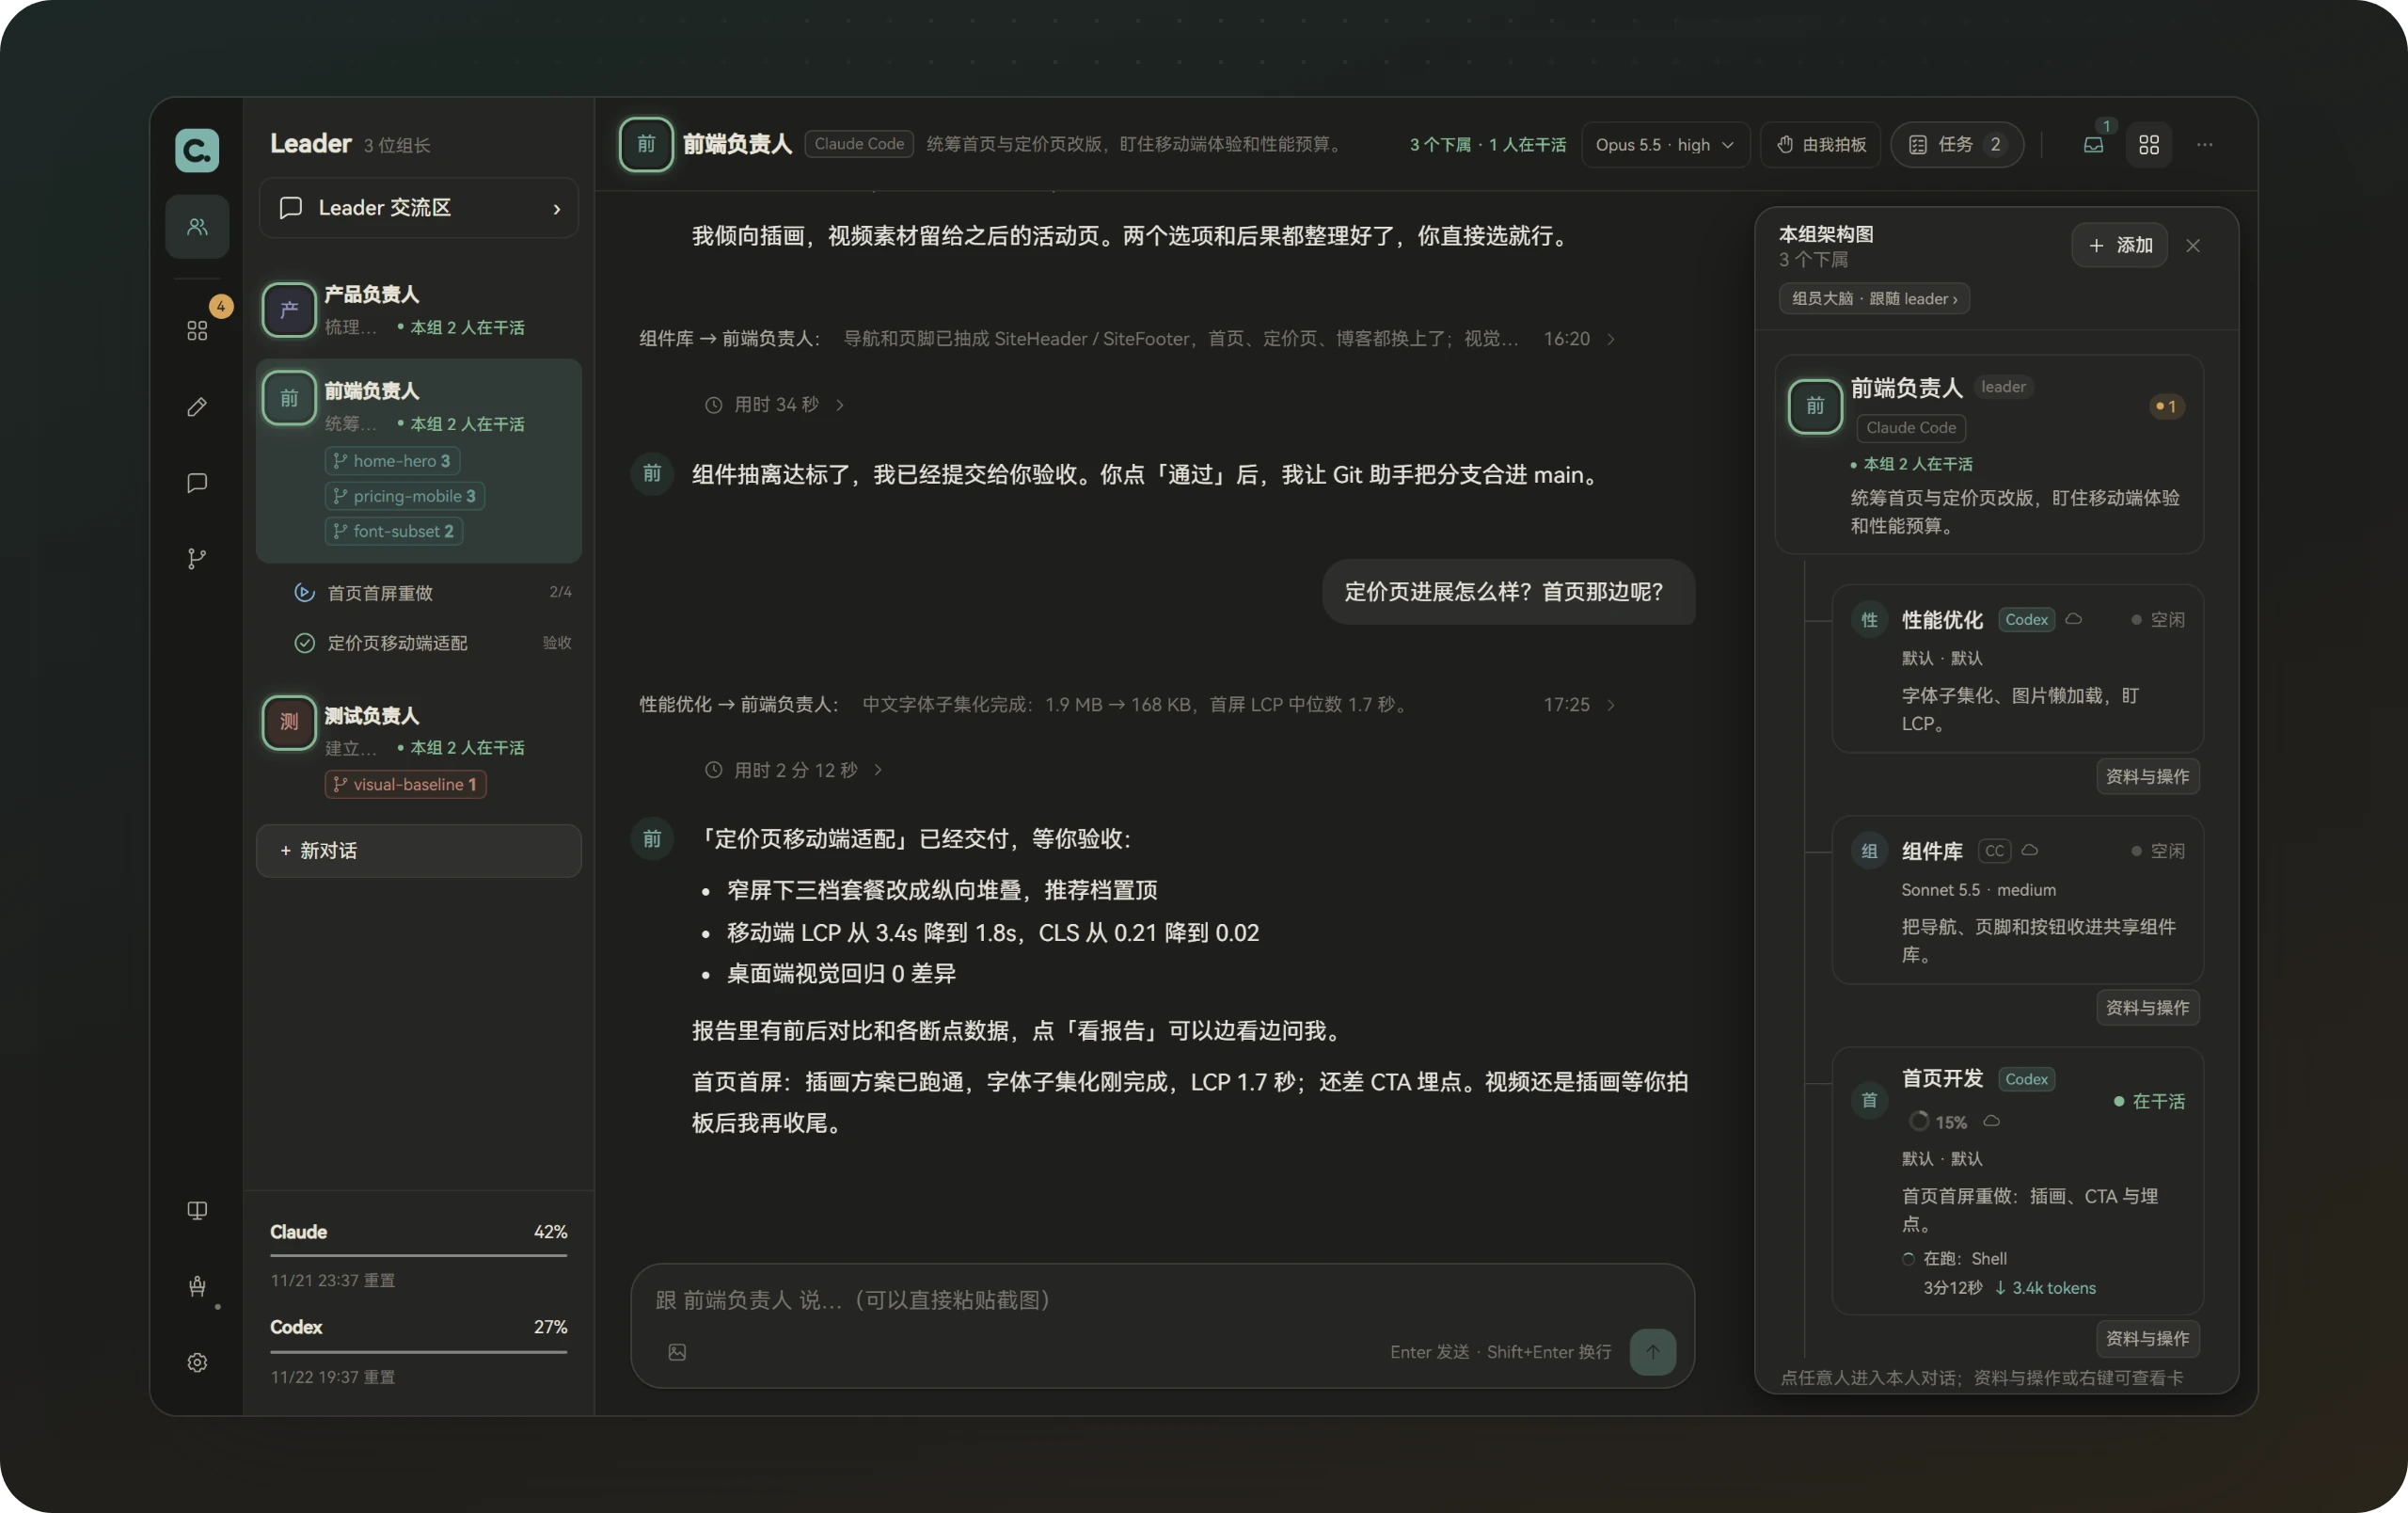 C.
4
Leader 3 位组长
Leader 交流区 ›
产
产品负责人
梳理… • 本组 2 人在干活
前
前端负责人
统筹… • 本组 2 人在干活
home-hero 3
pricing-mobile 3
font-subset 2
首页首屏重做 2/4
定价页移动端适配 验收
测
测试负责人
建立… • 本组 2 人在干活
visual-baseline 1
+ 新对话
Claude 42%
11/21 23:37 重置
Codex 27%
11/22 19:37 重置
前 前端负责人 Claude Code 统筹首页与定价页改版，盯住移动端体验和性能预算。 3 个下属 · 1 人在干活 Opus 5.5 · high 由我拍板 任务 2 1 ···
我倾向插画，视频素材留给之后的活动页。两个选项和后果都整理好了，你直接选就行。
组件库 → 前端负责人： 导航和页脚已抽成 SiteHeader / SiteFooter，首页、定价页、博客都换上了；视觉… 16:20
用时 34 秒
前 组件抽离达标了，我已经提交给你验收。你点「通过」后，我让 Git 助手把分支合进 main。
定价页进展怎么样？首页那边呢？
性能优化 → 前端负责人： 中文字体子集化完成：1.9 MB → 168 KB，首屏 LCP 中位数 1.7 秒。 17:25
用时 2 分 12 秒
前 「定价页移动端适配」已经交付，等你验收：
• 窄屏下三档套餐改成纵向堆叠，推荐档置顶
• 移动端 LCP 从 3.4s 降到 1.8s，CLS 从 0.21 降到 0.02
• 桌面端视觉回归 0 差异
报告里有前后对比和各断点数据，点「看报告」可以边看边问我。
首页首屏：插画方案已跑通，字体子集化刚完成，LCP 1.7 秒；还差 CTA 埋点。视频还是插画等你拍
板后我再收尾。
跟 前端负责人 说…（可以直接粘贴截图）
Enter 发送 · Shift+Enter 换行
本组架构图
3 个下属
+ 添加
组员大脑 · 跟随 leader ›
前
前端负责人 leader
Claude Code
• 1
• 本组 2 人在干活
统筹首页与定价页改版，盯住移动端体验
和性能预算。
性 性能优化 Codex 空闲
默认 · 默认
字体子集化、图片懒加载，盯
LCP。
资料与操作
组 组件库 CC 空闲
Sonnet 5.5 · medium
把导航、页脚和按钮收进共享组件
库。
资料与操作
首 首页开发 Codex
15%
在干活
默认 · 默认
首页首屏重做：插画、CTA 与埋
点。
在跑：Shell
3分12秒 ↓ 3.4k tokens
资料与操作
点任意人进入本人对话；资料与操作或右键可查看卡